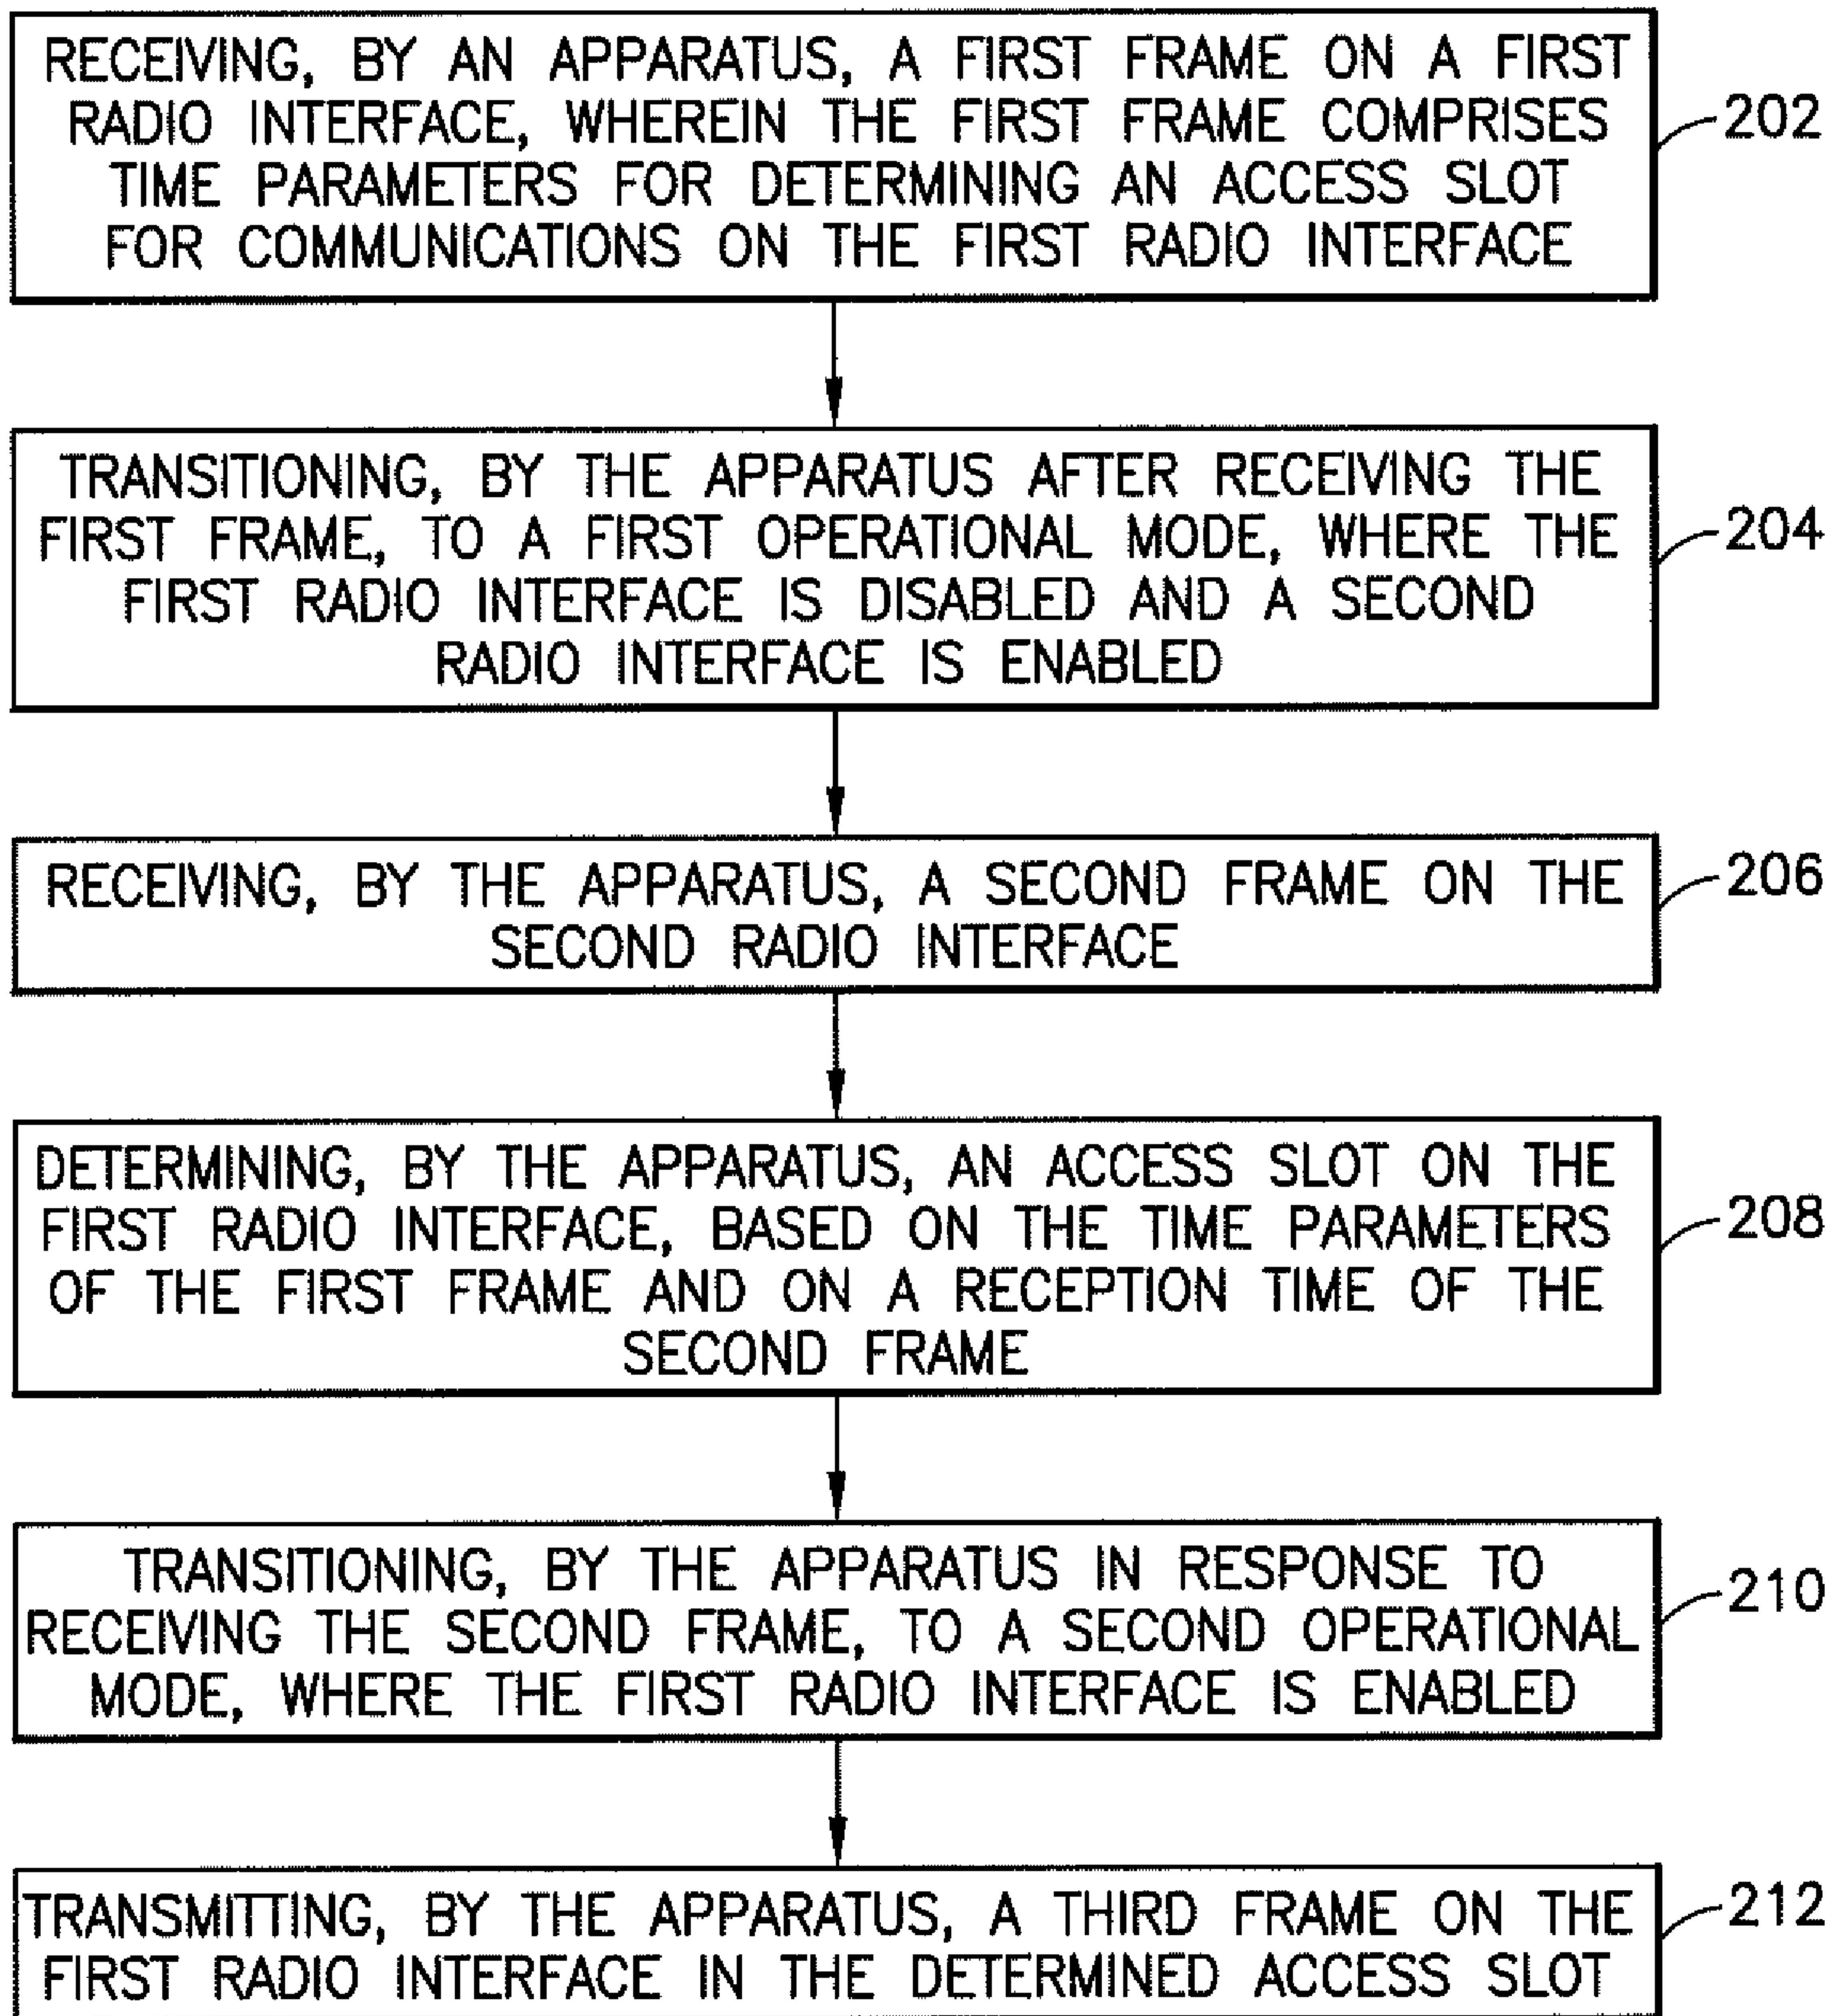 RECEIVING, BY AN APPARATUS, A FIRST FRAME ON A FIRST
RADIO INTERFACE, WHEREIN THE FIRST FRAME COMPRISES
TIME PARAMETERS FOR DETERMINING AN ACCESS SLOT
FOR COMMUNICATIONS ON THE FIRST RADIO INTERFACE
202
TRANSITIONING, BY THE APPARATUS AFTER RECEIVING THE
FIRST FRAME, TO A FIRST OPERATIONAL MODE, WHERE THE
FIRST RADIO INTERFACE IS DISABLED AND A SECOND
RADIO INTERFACE IS ENABLED
204
RECEIVING, BY THE APPARATUS, A SECOND FRAME ON THE
SECOND RADIO INTERFACE
206
DETERMINING, BY THE APPARATUS, AN ACCESS SLOT ON THE
FIRST RADIO INTERFACE, BASED ON THE TIME PARAMETERS
OF THE FIRST FRAME AND ON A RECEPTION TIME OF THE
SECOND FRAME
208
TRANSITIONING, BY THE APPARATUS IN RESPONSE TO
RECEIVING THE SECOND FRAME, TO A SECOND OPERATIONAL
MODE, WHERE THE FIRST RADIO INTERFACE IS ENABLED
210
TRANSMITTING, BY THE APPARATUS, A THIRD FRAME ON THE
FIRST RADIO INTERFACE IN THE DETERMINED ACCESS SLOT
212